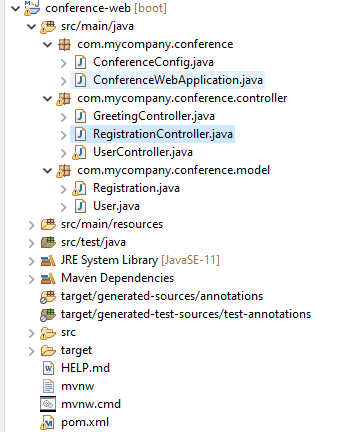 conference-web [boot]
src/main/java
com.mycompany.conference
ConferenceConfig.java
ConferenceWebApplication.java
com.mycompany.conference.controller
GreetingController.java
RegistrationController.java
UserController.java
com.mycompany.conference.model
Registration.java
User.java
src/main/resources
src/test/java
JRE System Library [JavaSE-11]
Maven Dependencies
target/generated-sources/annotations
target/generated-test-sources/test-annotations
src
target
HELP.md
mvnw
mvnw.cmd
pom.xml